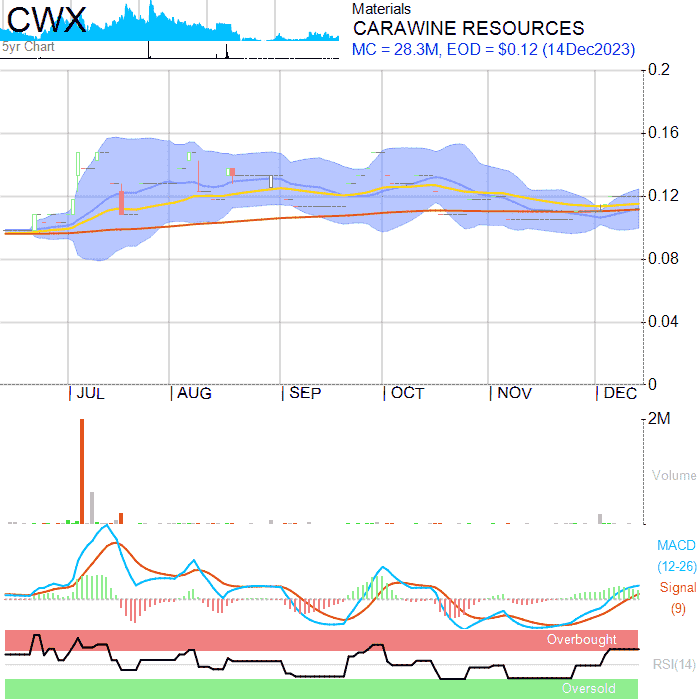 CWX
5yr Chart
Materials
CARAWINE RESOURCES
MC = 28.3M, EOD = $0.12 (14Dec2023)
0.2
0.16
0.12
0.08
0.04
0
JUL AUG SEP OCT NOV DEC
2M
Volume
MACD
(12-26)
Signal
(9)
Overbought
RSI(14)
Oversold